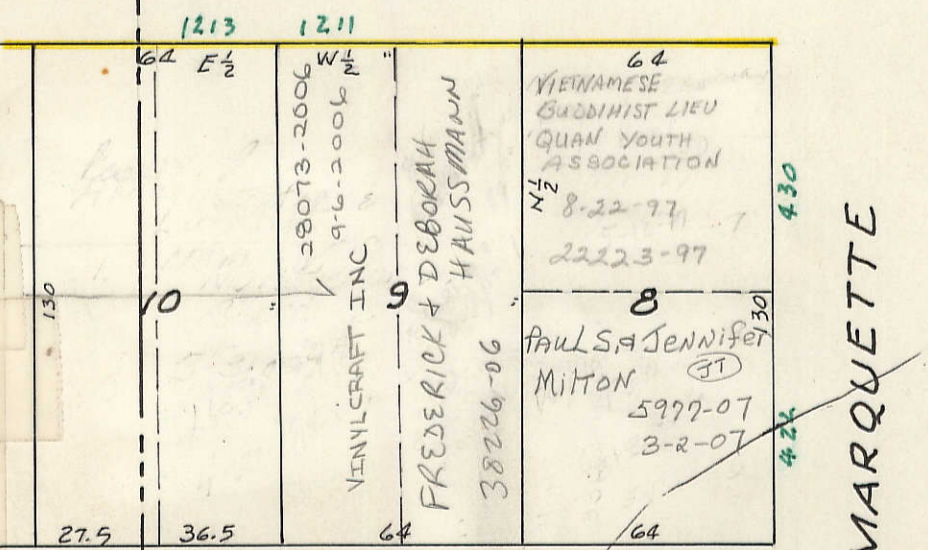 1213 1211
64 E½ W½ " 64
28073-2006
9-6-2006
VINYLCRAFT INC
FREDERICK & DEBORAH
HAUSSMANN
38226-06
VIETNAMESE
BUDDIHIST LIEU
QUAN YOUTH
ASSOCIATION
N½
8-22-97
22223-97
430
130 10 " 9 " 8 130
PAUL S, & JENNIFER
MILTON JT
5977-07
3-2-07
422
MARQUETTE
27.5 36.5 64 64